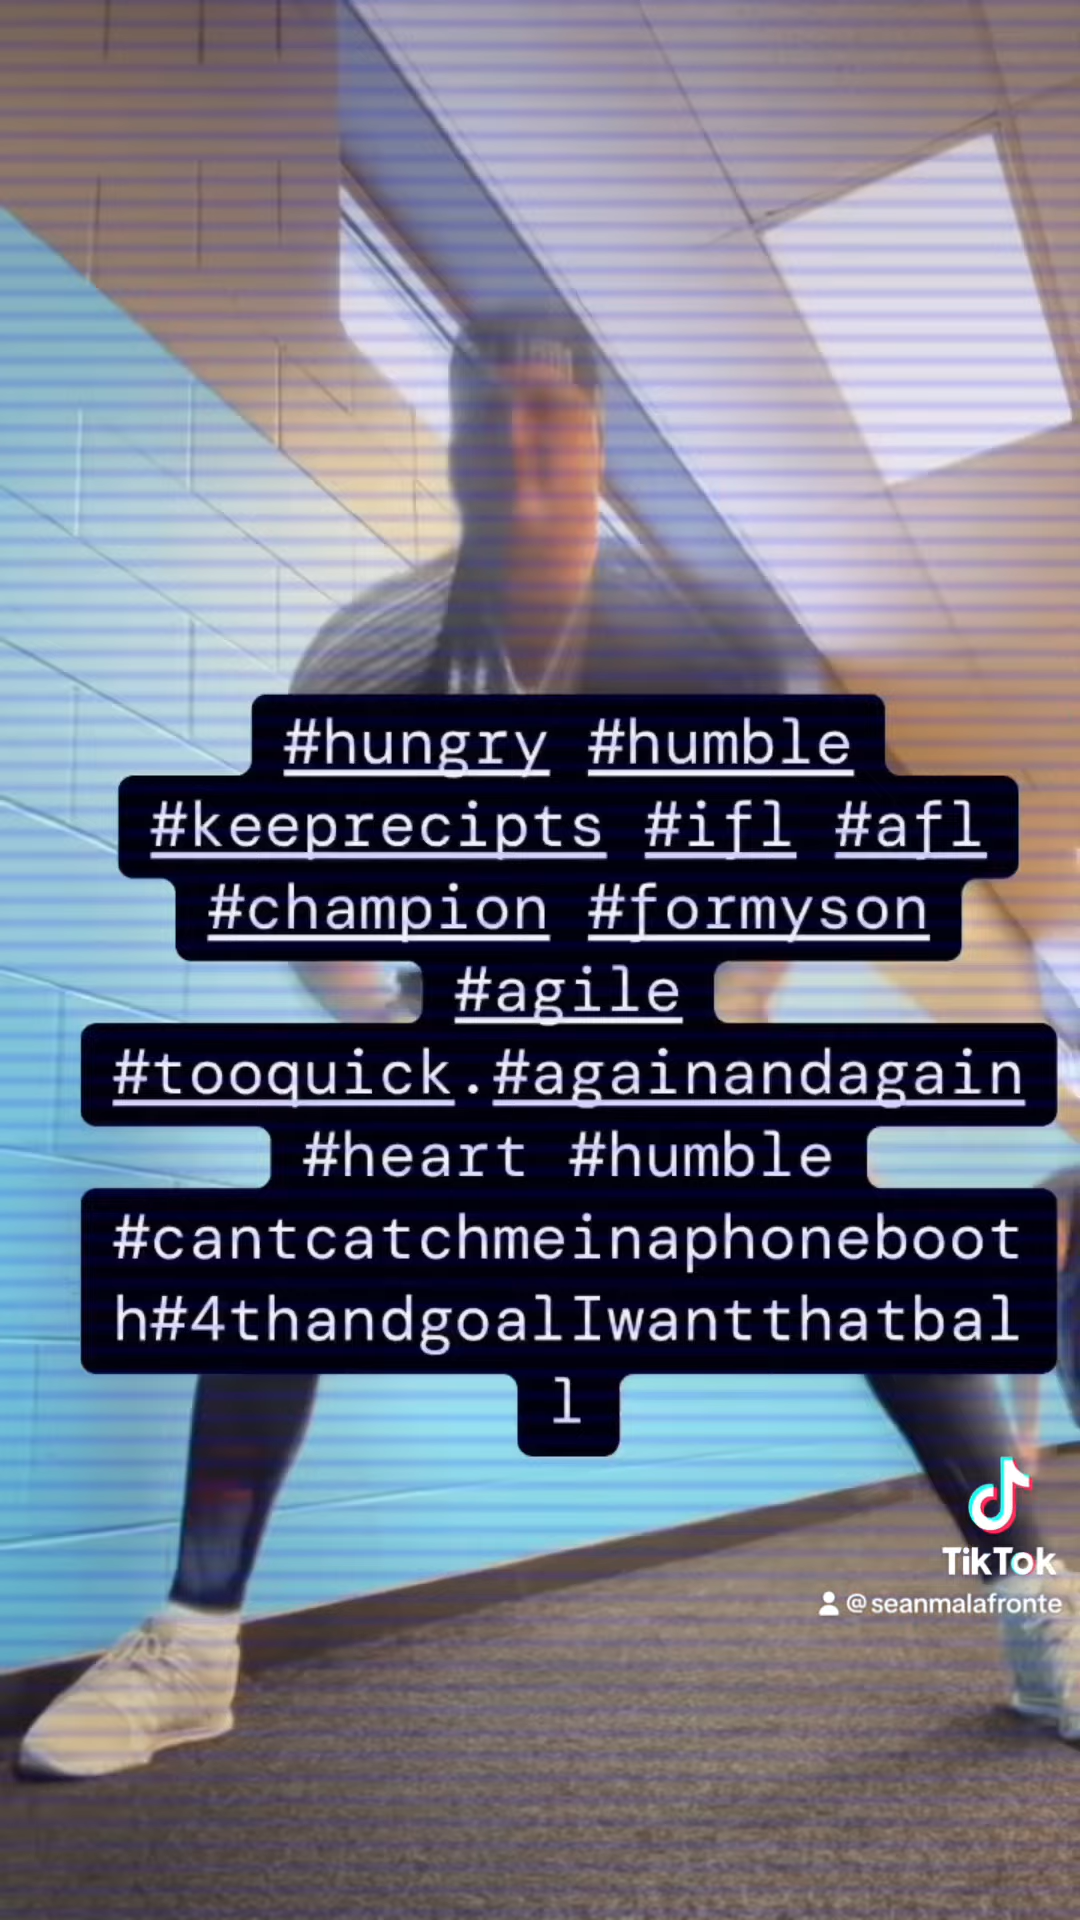 #hungry #humble
#keeprecipts #ifl #afl
#champion #formyson
#agile
#tooquick.#againandagain
#heart #humble
#cantcatchmeinaphoneboot
h#4thandgoalIwantthatbal
l
TikTok
@seanmalafronte